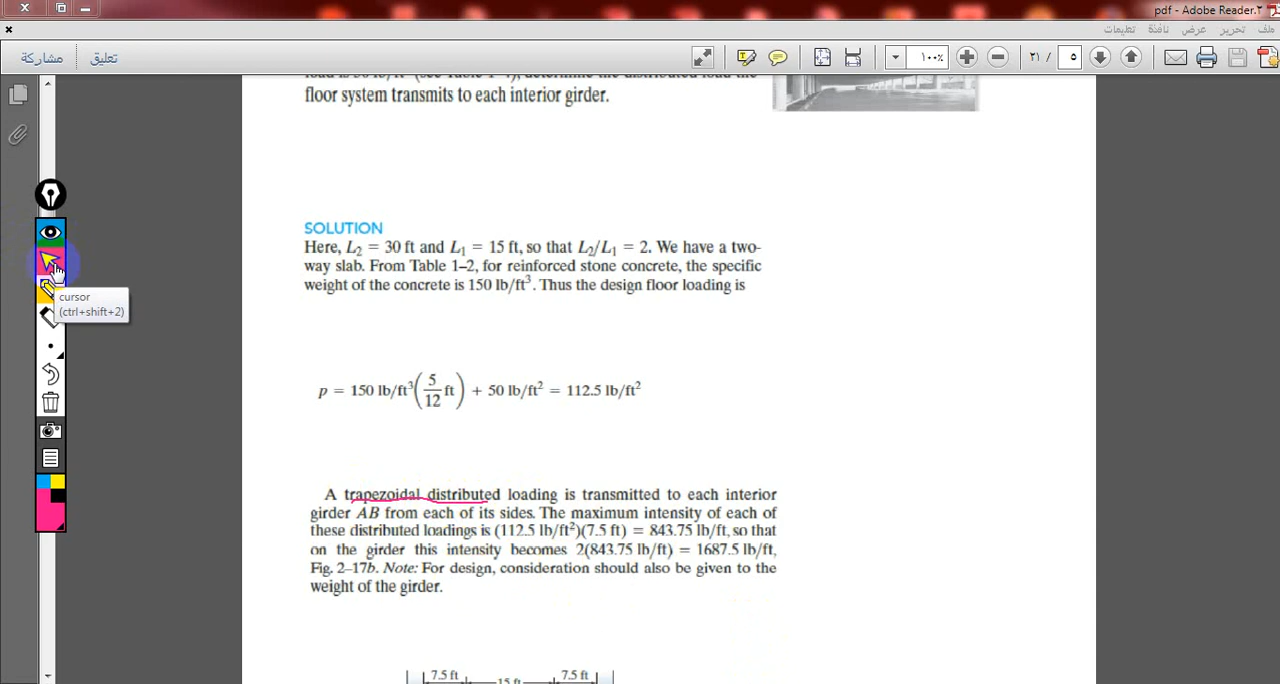 pdf - Adobe Reader.٢
ملف تحرير عرض نافذة تعليمات
مشاركة
تعليق
١٠٠٪
٢١ /
٥
floor system transmits to each interior girder.
SOLUTION
Here, L₂ = 30 ft and L₁ = 15 ft, so that L₂/L₁ = 2. We have a two-
way slab. From Table 1–2, for reinforced stone concrete, the specific
weight of the concrete is 150 lb/ft³. Thus the design floor loading is
p = 150 lb/ft³(5/12 ft) + 50 lb/ft² = 112.5 lb/ft²
A trapezoidal distributed loading is transmitted to each interior
girder AB from each of its sides. The maximum intensity of each of
these distributed loadings is (112.5 lb/ft²)(7.5 ft) = 843.75 lb/ft, so that
on the girder this intensity becomes 2(843.75 lb/ft) = 1687.5 lb/ft,
Fig. 2–17b. Note: For design, consideration should also be given to the
weight of the girder.
7.5 ft
15 ft
7.5 ft
cursor
(ctrl+shift+2)